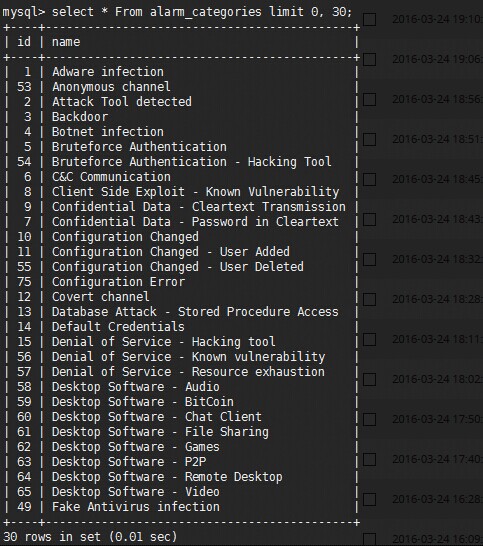 mysql> select * From alarm_categories limit 0, 30;
+----+-------------------------------------------+
| id | name                                      |
+----+-------------------------------------------+
|  1 | Adware infection                          |
| 53 | Anonymous channel                         |
|  2 | Attack Tool detected                      |
|  3 | Backdoor                                  |
|  4 | Botnet infection                          |
|  5 | Bruteforce Authentication                 |
| 54 | Bruteforce Authentication - Hacking Tool  |
|  6 | C&C Communication                         |
|  8 | Client Side Exploit - Known Vulnerability |
|  9 | Confidential Data - Cleartext Transmission |
|  7 | Confidential Data - Password in Cleartext |
| 10 | Configuration Changed                     |
| 11 | Configuration Changed - User Added        |
| 55 | Configuration Changed - User Deleted      |
| 75 | Configuration Error                       |
| 12 | Covert channel                            |
| 13 | Database Attack - Stored Procedure Access |
| 14 | Default Credentials                       |
| 15 | Denial of Service - Hacking tool          |
| 56 | Denial of Service - Known vulnerability   |
| 57 | Denial of Service - Resource exhaustion   |
| 58 | Desktop Software - Audio                  |
| 59 | Desktop Software - BitCoin                |
| 60 | Desktop Software - Chat Client            |
| 61 | Desktop Software - File Sharing           |
| 62 | Desktop Software - Games                  |
| 63 | Desktop Software - P2P                    |
| 64 | Desktop Software - Remote Desktop         |
| 65 | Desktop Software - Video                  |
| 49 | Fake Antivirus infection                  |
+----+-------------------------------------------+
30 rows in set (0.01 sec)
2016-03-24 19:10:
2016-03-24 19:06:
2016-03-24 18:56:
2016-03-24 18:51:
2016-03-24 18:45:
2016-03-24 18:43:
2016-03-24 18:32:
2016-03-24 18:28:
2016-03-24 18:11:
2016-03-24 18:02:
2016-03-24 17:50:
2016-03-24 17:40:
2016-03-24 16:28:
2016-03-24 16:09: